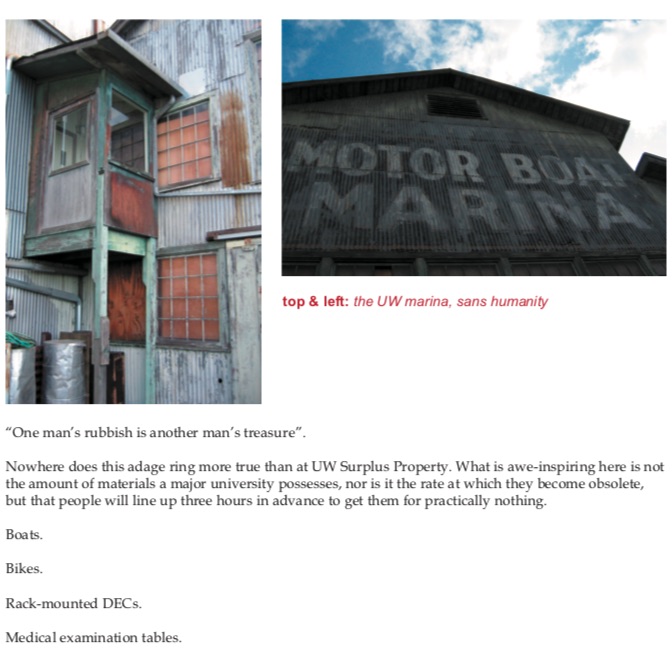 MOTOR BOAT
MARINA
top & left: the UW marina, sans humanity
“One man’s rubbish is another man’s treasure”.
Nowhere does this adage ring more true than at UW Surplus Property. What is awe-inspiring here is not
the amount of materials a major university possesses, nor is it the rate at which they become obsolete,
but that people will line up three hours in advance to get them for practically nothing.
Boats.
Bikes.
Rack-mounted DECs.
Medical examination tables.